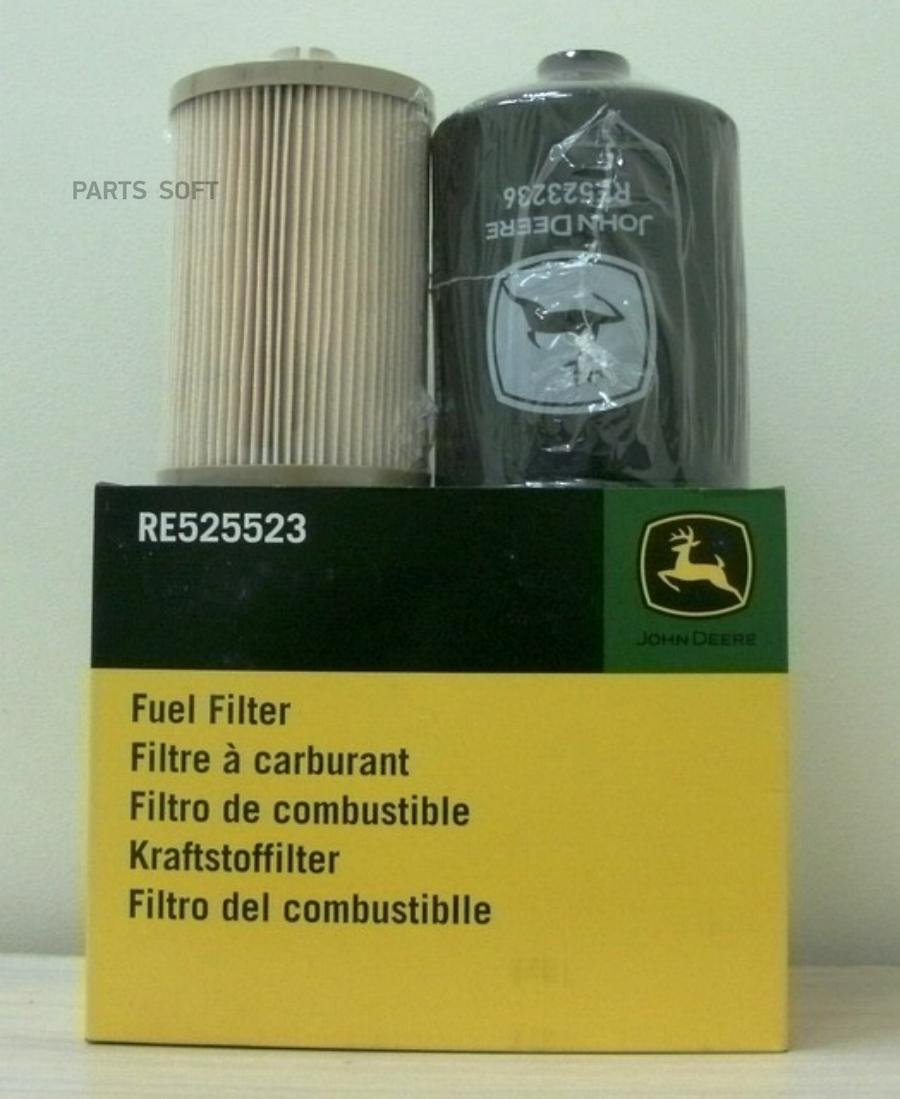 PARTS SOFT
RE523236
JOHN DEERE
RE525523
JOHN DEERE
Fuel Filter
Filtre à carburant
Filtro de combustible
Kraftstoffilter
Filtro del combustiblle